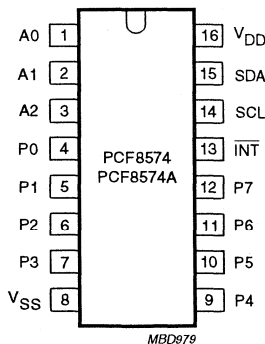 A0 1 16 VDD
A1 2 15 SDA
A2 3 14 SCL
P0 4 13 INT
PCF8574
PCF8574A
P1 5 12 P7
P2 6 11 P6
P3 7 10 P5
VSS 8 9 P4
MBD979